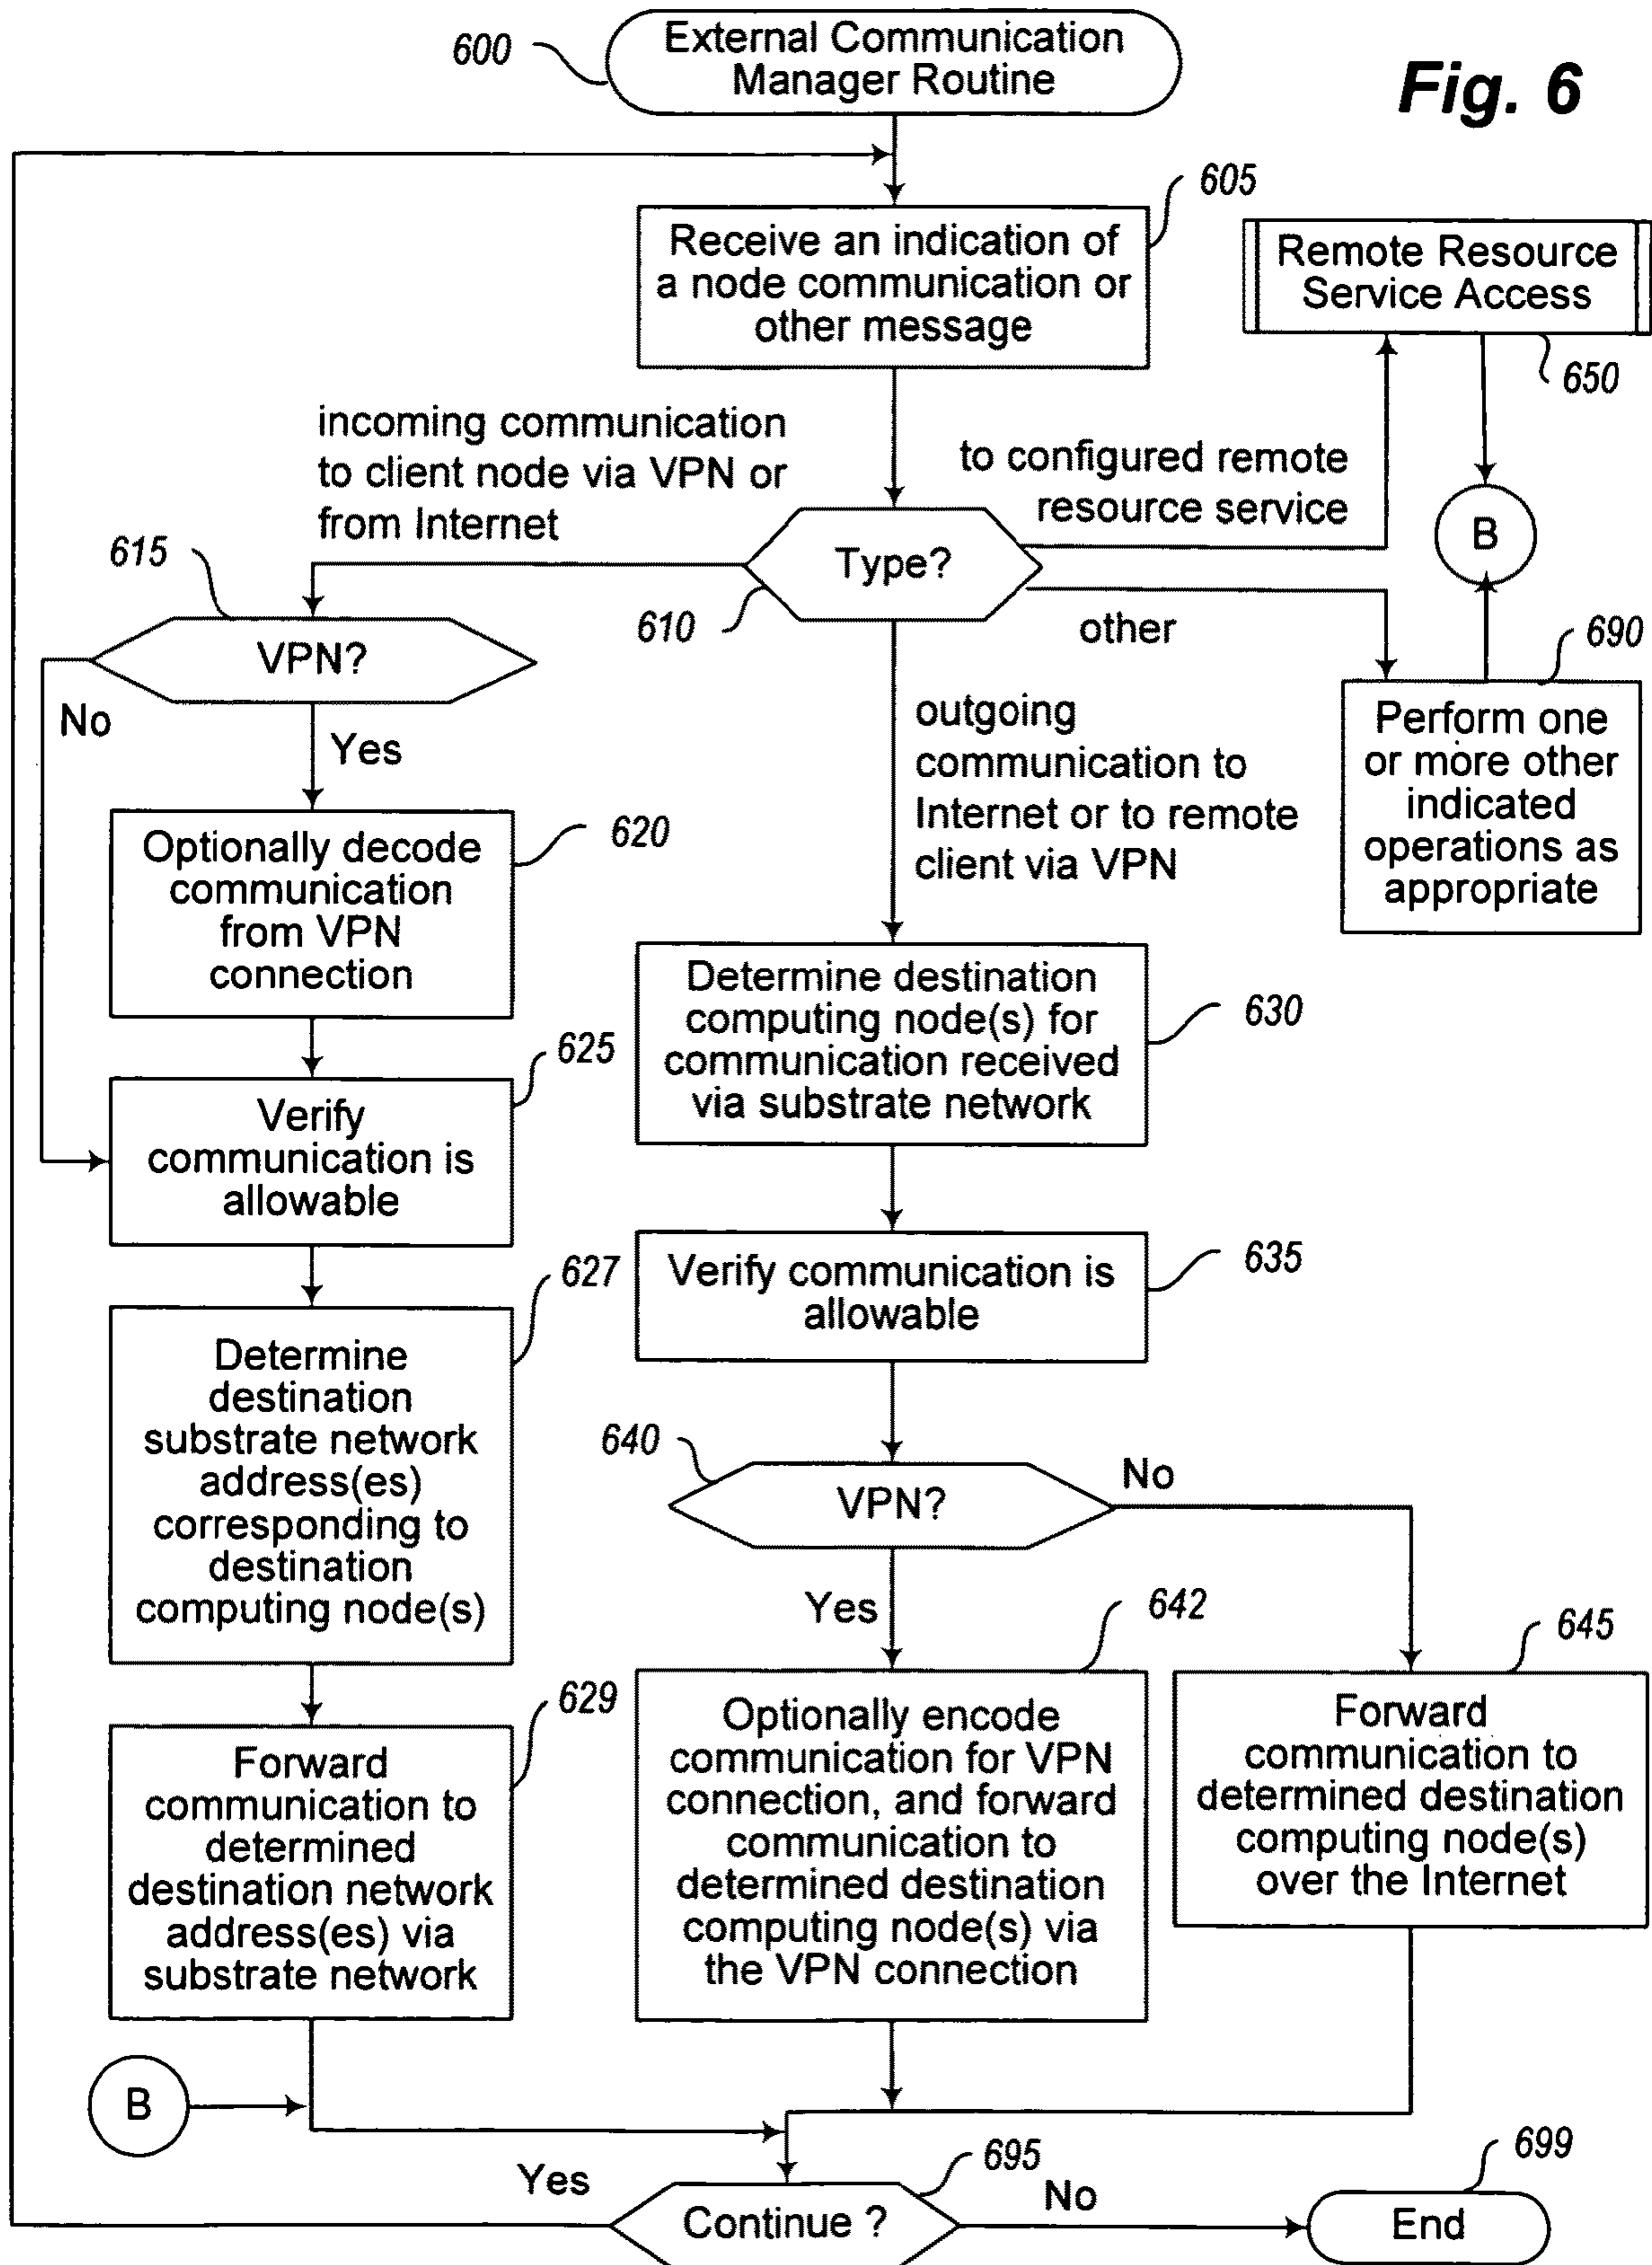 External Communication
Manager Routine
600
Fig. 6
605
Receive an indication of
a node communication or
other message
Remote Resource
Service Access
650
incoming communication
to client node via VPN or
from Internet
to configured remote
resource service
B
615
Type?
610
other
690
VPN?
No
Yes
outgoing
communication to
Internet or to remote
client via VPN
Perform one
or more other
indicated
operations as
appropriate
Optionally decode
communication
from VPN
connection
620
Determine destination
computing node(s) for
communication received
via substrate network
630
625
Verify
communication is
allowable
627
Verify communication is
allowable
635
Determine
destination
substrate network
address(es)
corresponding to
destination
computing node(s)
640
VPN?
No
Yes
642
645
629
Forward
communication to
determined
destination network
address(es) via
substrate network
Optionally encode
communication for VPN
connection, and forward
communication to
determined destination
computing node(s) via
the VPN connection
Forward
communication to
determined destination
computing node(s)
over the Internet
B
695
699
Yes
Continue ?
No
End